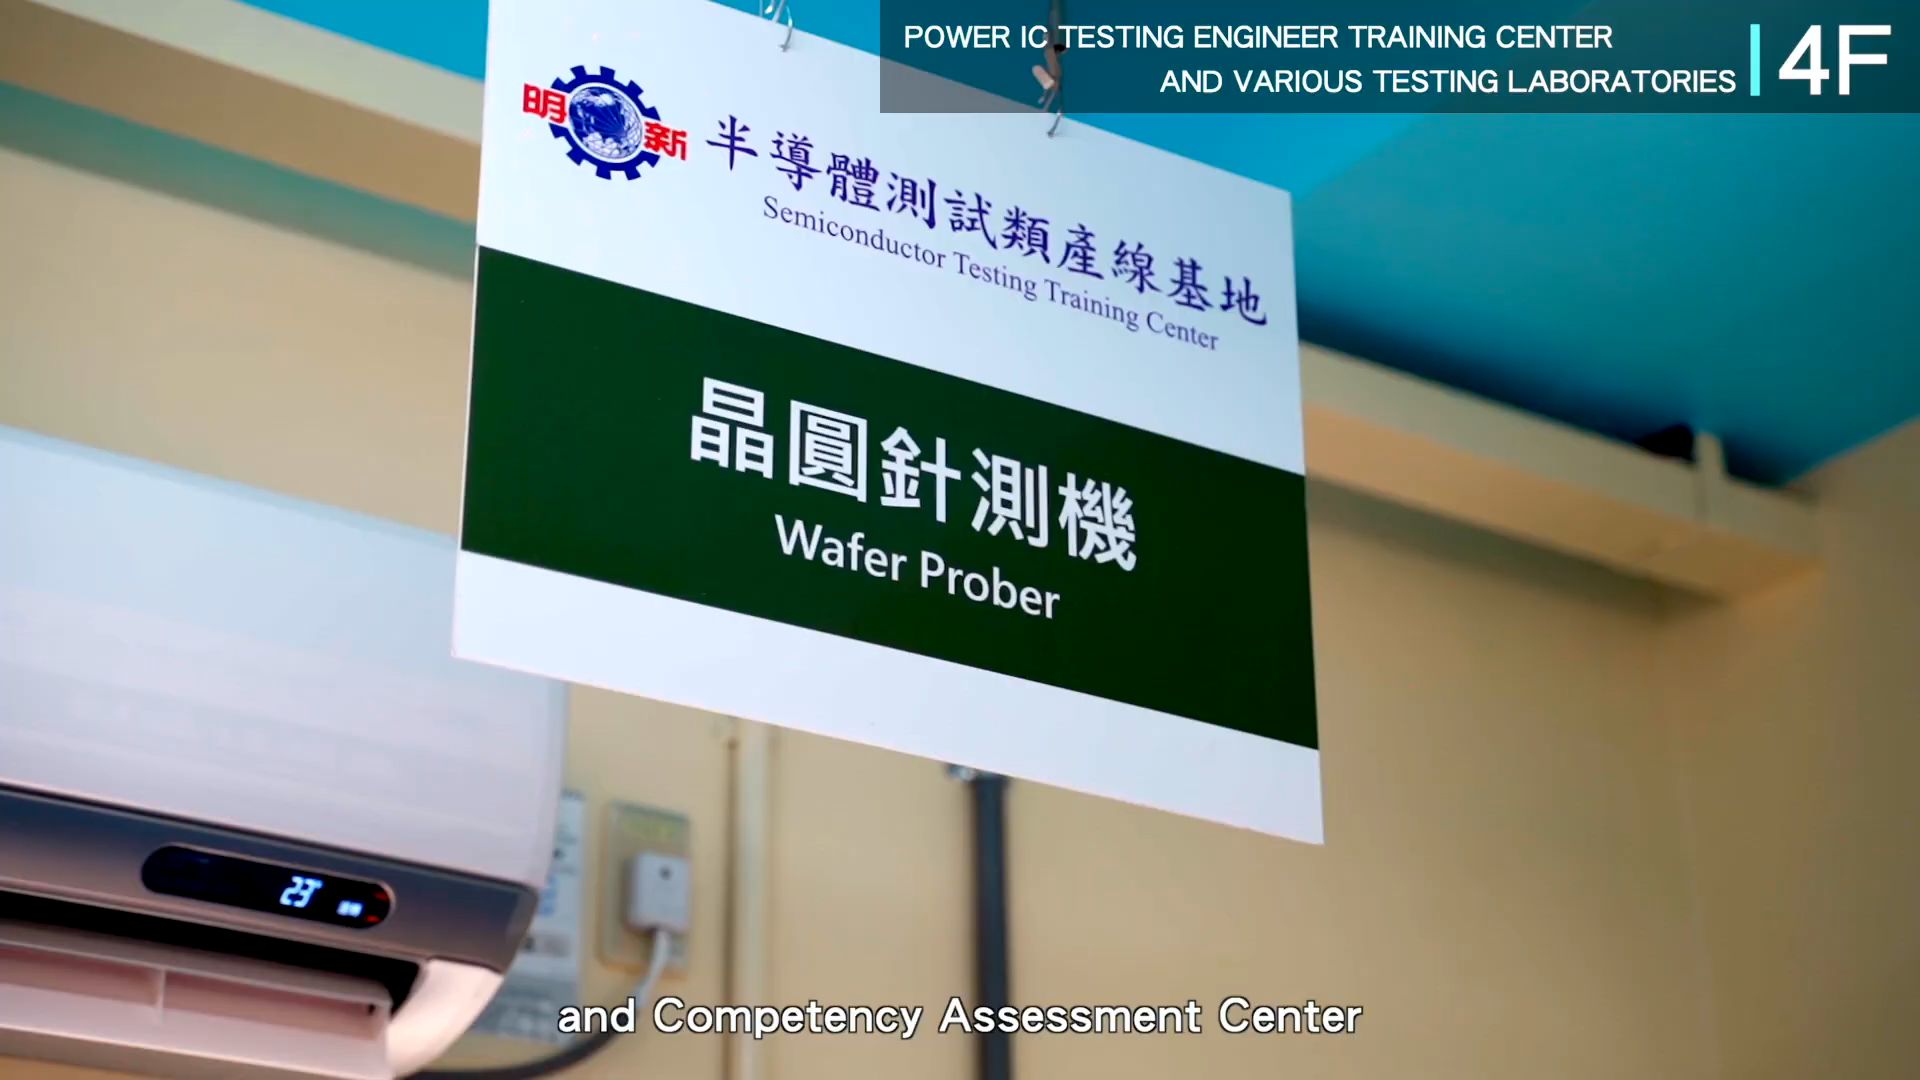 POWER IC TESTING ENGINEER TRAINING CENTER
AND VARIOUS TESTING LABORATORIES
4F
明新
半導體測試類產線基地
Semiconductor Testing Training Center
晶圓針測機
Wafer Prober
23°
and Competency Assessment Center